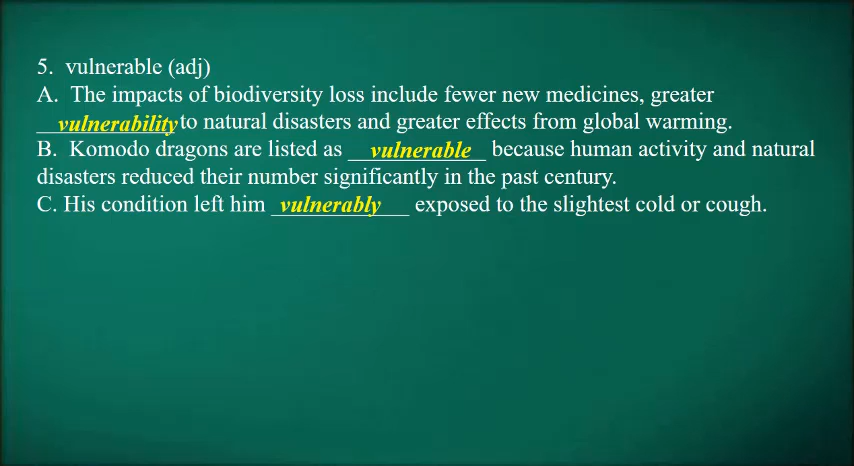 5. vulnerable (adj)
A. The impacts of biodiversity loss include fewer new medicines, greater
__vulnerability to natural disasters and greater effects from global warming.
B. Komodo dragons are listed as __vulnerable_ because human activity and natural
disasters reduced their number significantly in the past century.
C. His condition left him _vulnerably__ exposed to the slightest cold or cough.